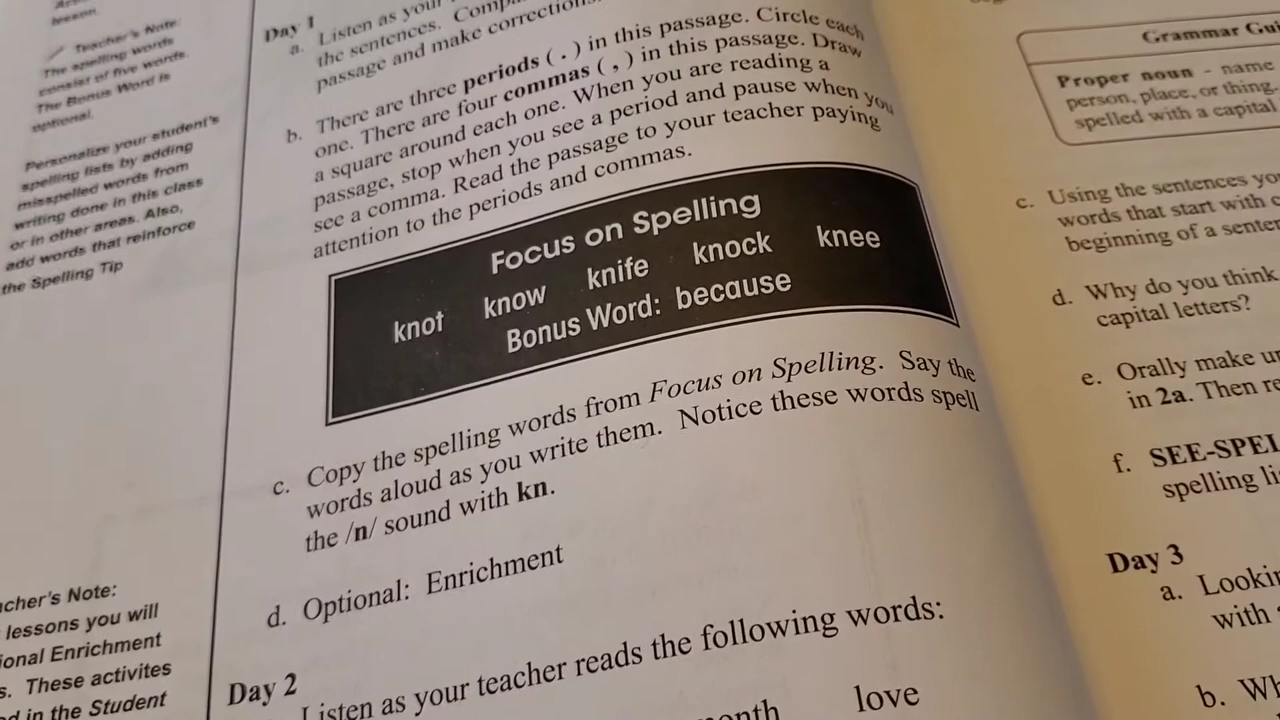 lesson.
Teacher's Note:
The spelling words
consist of five words.
The Bonus Word is
optional.
Personalize your student's
spelling lists by adding
misspelled words from
writing done in this class
or in other areas. Also,
add words that reinforce
the Spelling Tip
Note:
lessons you will
Enrichment
These activites
in the Student
Day 1
a. Listen as your
the sentences.
passage and make
b. There are three periods ( . ) in this passage. Circle each
one. There are four commas ( , ) in this passage. Draw
a square around each one. When you are reading a
passage, stop when you see a period and pause when you
see a comma. Read the passage to your teacher paying
attention to the periods and commas.
Focus on Spelling
knot know knife knock knee
Bonus Word: because
c. Copy the spelling words from Focus on Spelling. Say the
words aloud as you write them. Notice these words spell
the /n/ sound with kn.
d. Optional: Enrichment
Day 2
Listen as your teacher reads the following words:
love
Grammar
Proper noun - name
person, place, or thing.
spelled with a capital
c. Using the sentences
words that start with
beginning of a
d. Why do you think
capital letters?
e. Orally make
in 2a. Then
f.
spelling
Day 3
a.
with
b.